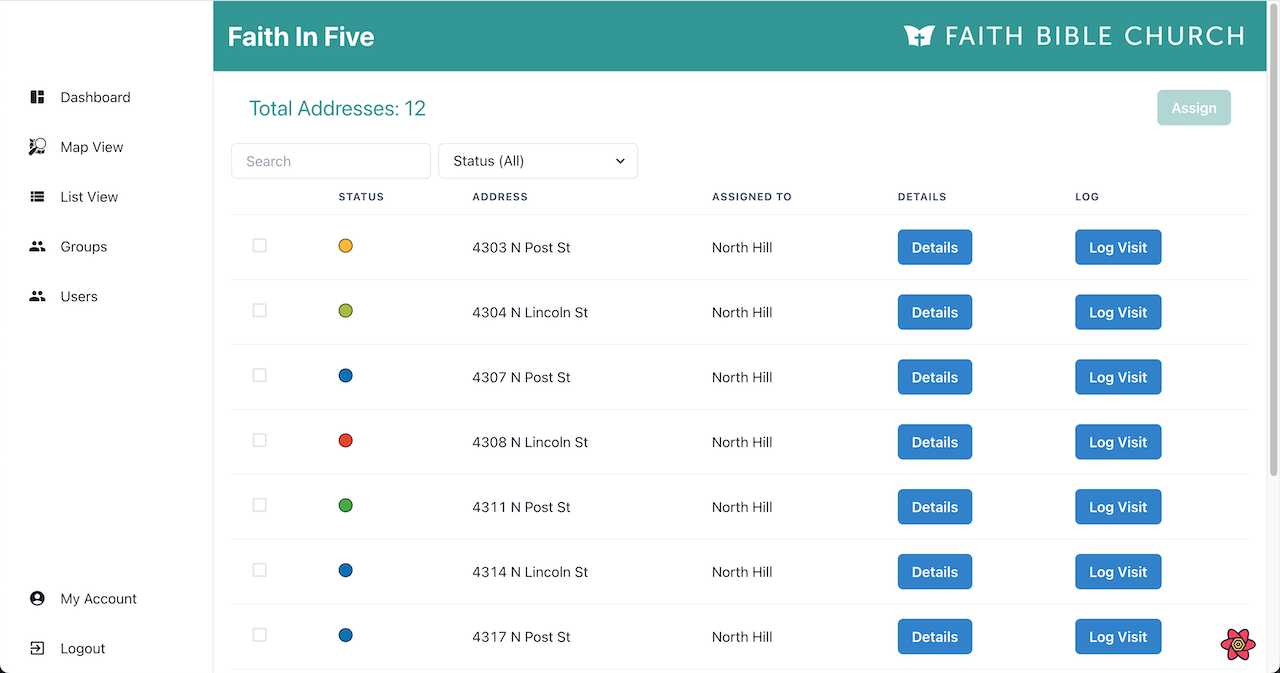 Faith In Five
FAITH BIBLE CHURCH
Dashboard
Map View
List View
Groups
Users
My Account
Logout
Total Addresses: 12
Assign
Search
Status (All)
STATUS ADDRESS ASSIGNED TO DETAILS LOG
4303 N Post St North Hill Details Log Visit
4304 N Lincoln St North Hill Details Log Visit
4307 N Post St North Hill Details Log Visit
4308 N Lincoln St North Hill Details Log Visit
4311 N Post St North Hill Details Log Visit
4314 N Lincoln St North Hill Details Log Visit
4317 N Post St North Hill Details Log Visit